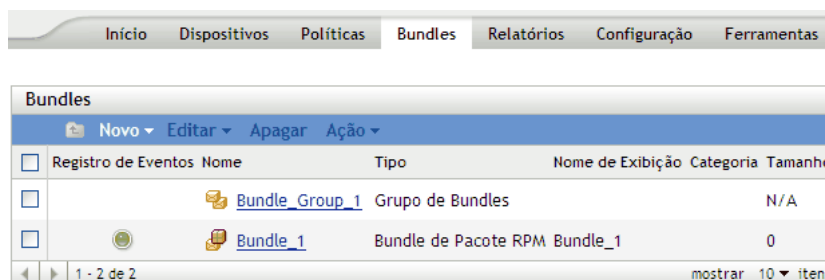 Início Dispositivos Políticas Bundles Relatórios Configuração Ferramentas
Bundles
Novo Editar Apagar Ação
Registro de Eventos Nome Tipo Nome de Exibição Categoria Tamanho
Bundle_Group_1 Grupo de Bundles N/A
Bundle_1 Bundle de Pacote RPM Bundle_1 0
1 - 2 de 2 mostrar 10 iten